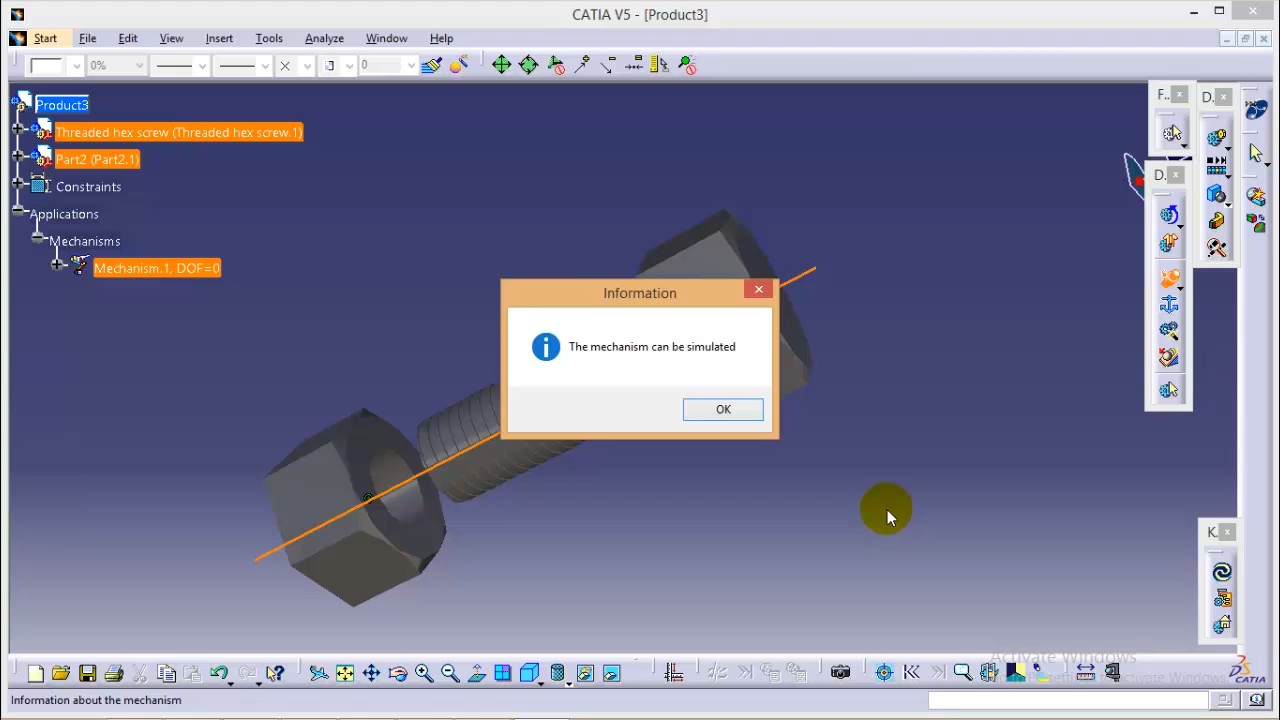 CATIA V5 - [Product3]
Start File Edit View Insert Tools Analyze Window Help
0% 0
F.. D..
Product3
Threaded hex screw (Threaded hex screw.1)
Part2 (Part2.1)
D..
Constraints
Applications
Mechanisms
Mechanism.1, DOF=0
Information
The mechanism can be simulated
OK
K..
Activate Windows
CATIA
Information about the mechanism